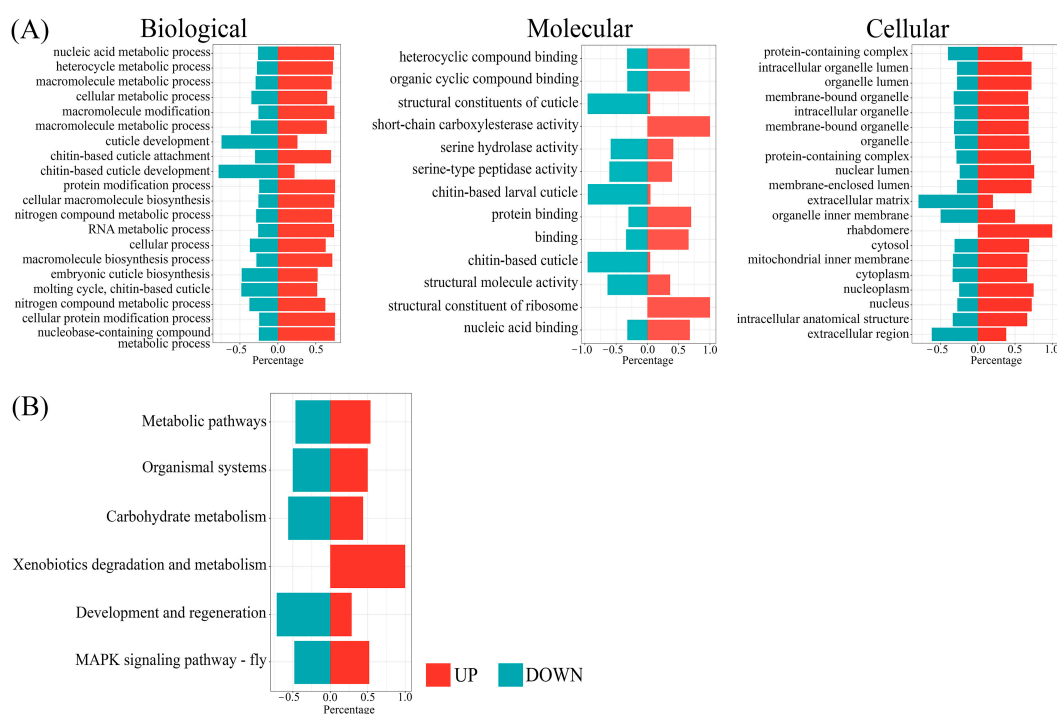 (A)
Biological
nucleic acid metabolic process
heterocycle metabolic process
macromolecule metabolic process
cellular metabolic process
macromolecule modification
macromolecule metabolic process
cuticle development
chitin-based cuticle attachment
chitin-based cuticle development
protein modification process
cellular macromolecule biosynthesis
nitrogen compound metabolic process
RNA metabolic process
cellular process
macromolecule biosynthesis process
embryonic cuticle biosynthesis
molting cycle, chitin-based cuticle
nitrogen compound metabolic process
cellular protein modification process
nucleobase-containing compound
metabolic process
−0.5 0.0 0.5
Percentage
Molecular
heterocyclic compound binding
organic cyclic compound binding
structural constituents of cuticle
short-chain carboxylesterase activity
serine hydrolase activity
serine-type peptidase activity
chitin-based larval cuticle
protein binding
binding
chitin-based cuticle
structural molecule activity
structural constituent of ribosome
nucleic acid binding
−1.0 −0.5 0.0 0.5 1.0
Percentage
Cellular
protein-containing complex
intracellular organelle lumen
organelle lumen
membrane-bound organelle
intracellular organelle
membrane-bound organelle
organelle
protein-containing complex
nuclear lumen
membrane-enclosed lumen
extracellular matrix
organelle inner membrane
rhabdomere
cytosol
mitochondrial inner membrane
cytoplasm
nucleoplasm
nucleus
intracellular anatomical structure
extracellular region
−0.5 0.0 0.5 1.0
Percentage
(B)
Metabolic pathways
Organismal systems
Carbohydrate metabolism
Xenobiotics degradation and metabolism
Development and regeneration
MAPK signaling pathway - fly
−0.5 0.0 0.5 1.0
Percentage
UP DOWN